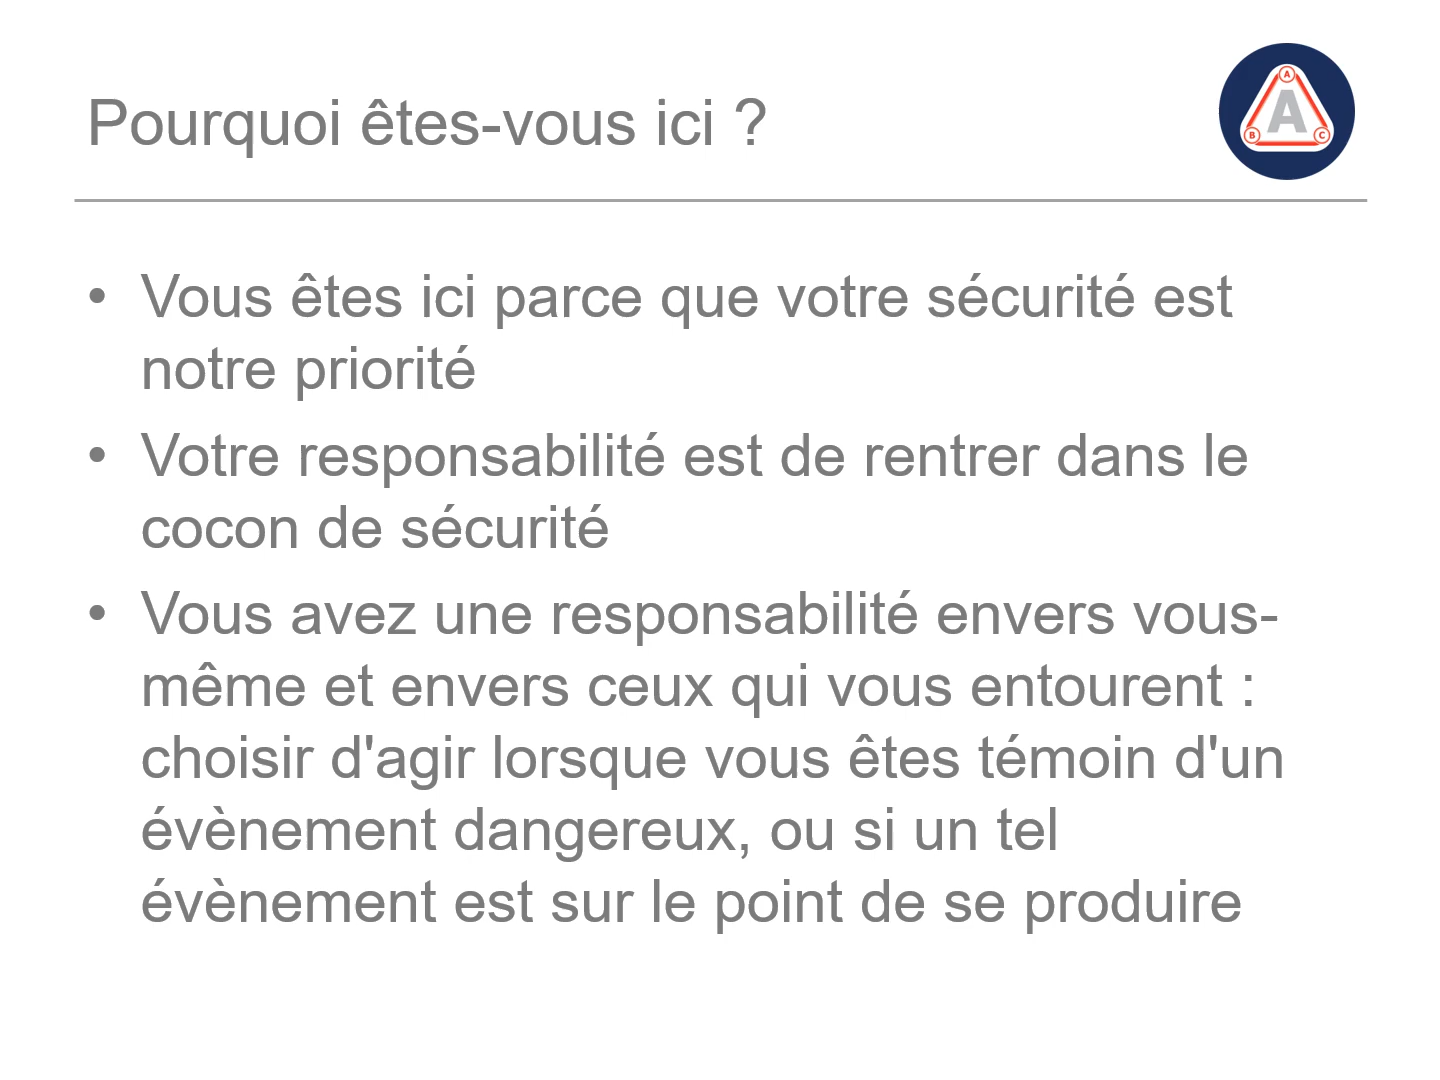 Pourquoi êtes-vous ici ?
A
A
B
C
• Vous êtes ici parce que votre sécurité est
notre priorité
• Votre responsabilité est de rentrer dans le
cocon de sécurité
• Vous avez une responsabilité envers vous-
même et envers ceux qui vous entourent :
choisir d'agir lorsque vous êtes témoin d'un
évènement dangereux, ou si un tel
évènement est sur le point de se produire